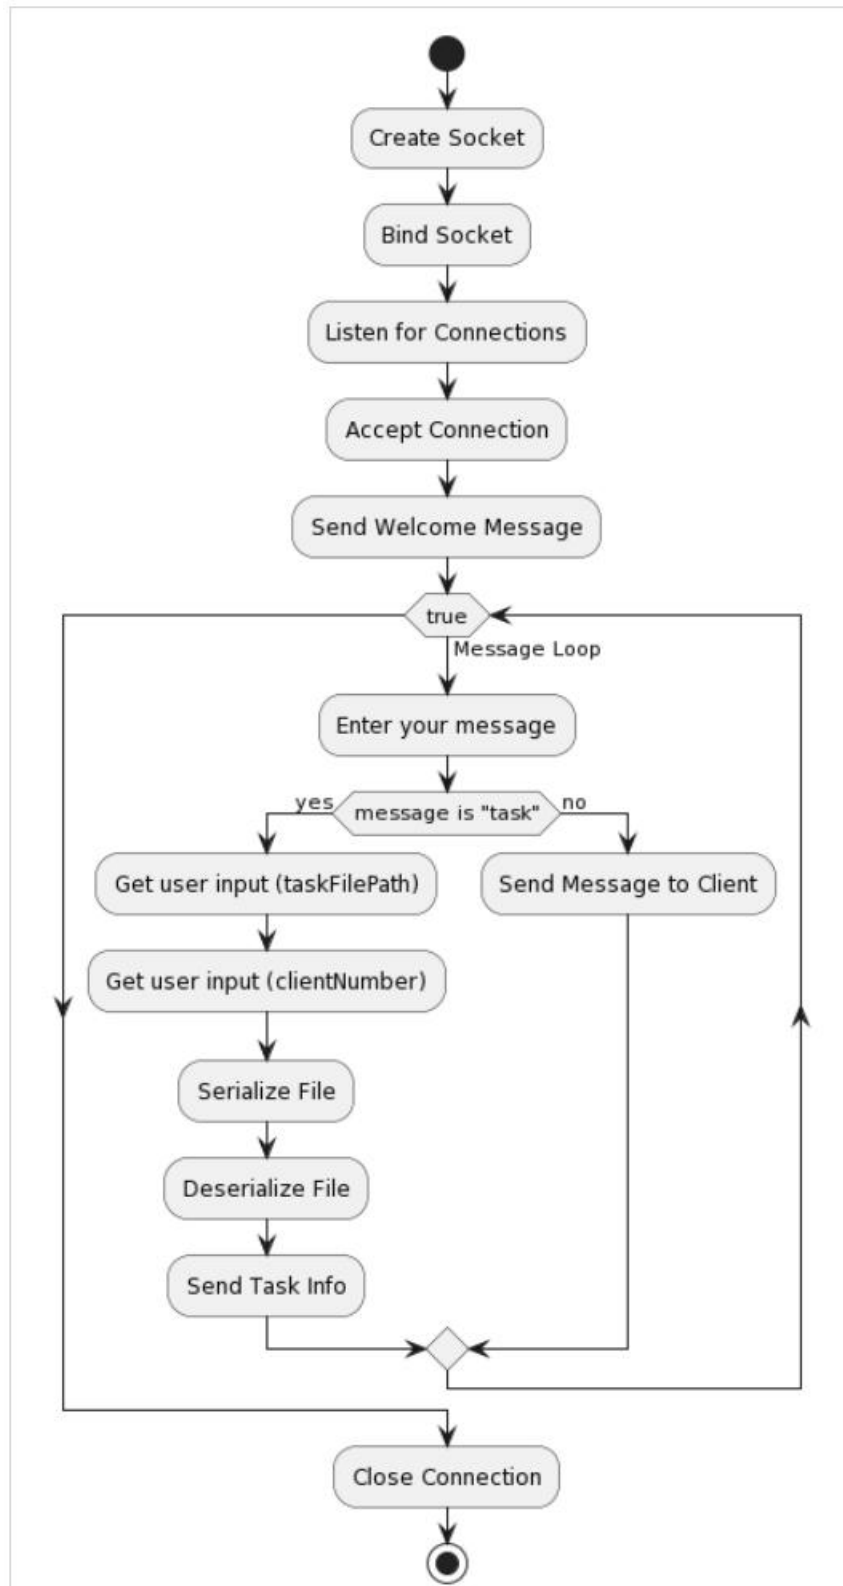 Create Socket
Bind Socket
Listen for Connections
Accept Connection
Send Welcome Message
true
Message Loop
Enter your message
yes
message is "task"
no
Get user input (taskFilePath)
Send Message to Client
Get user input (clientNumber)
Serialize File
Deserialize File
Send Task Info
Close Connection